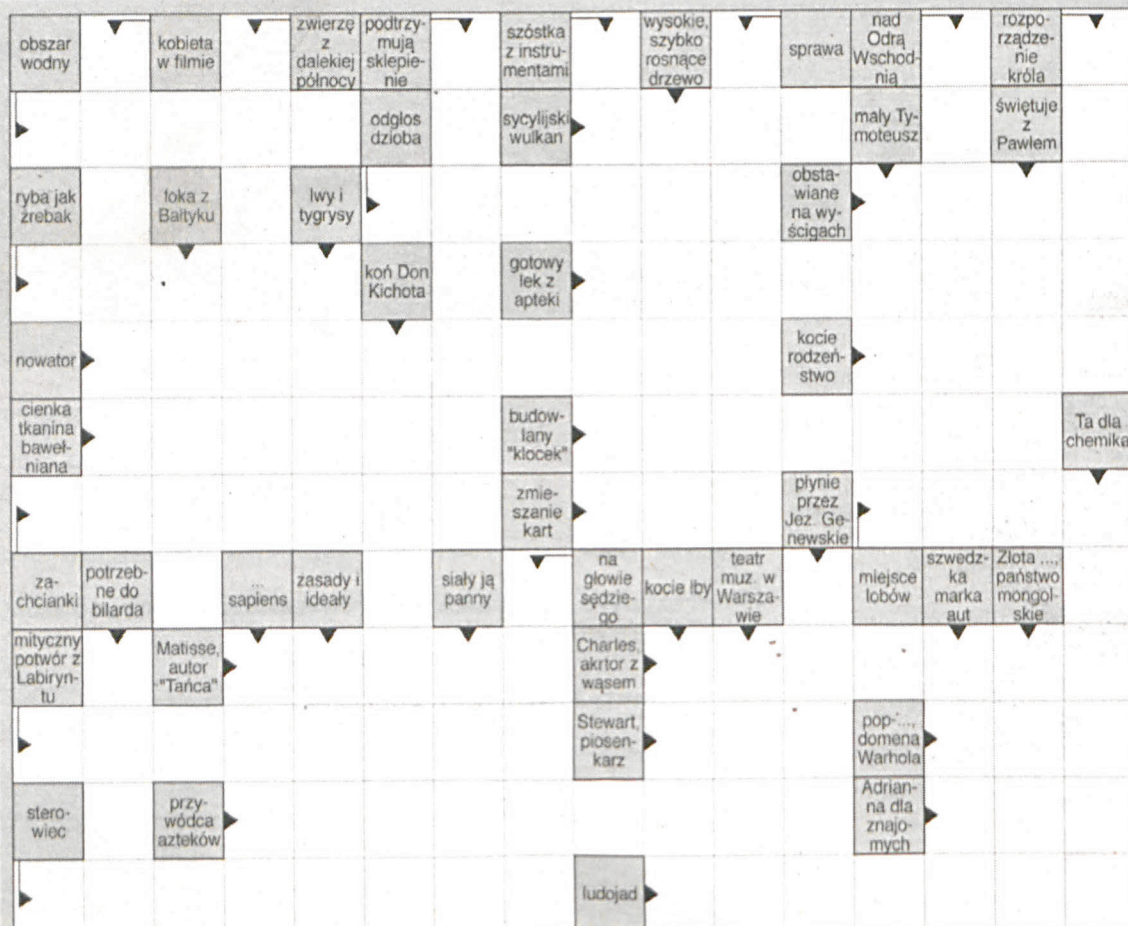 obszar
wodny
kobieta
w filmie
zwierzę
z
dalekiej
północy
podtrzy-
mują
sklepie-
nie
szóstka
z instru-
mentami
wysokie,
szybko
rosnące
drzewo
sprawa
nad
Odrą
Wschod-
nią
rozpo-
rządze-
nie
króla
odgłos
dzioba
sycylijski
wulkan
mały Ty-
moteusz
świętuje
z
Pawłem
ryba jak
źrebak
foka z
Bałtyku
lwy i
tygrysy
obsta-
wiane
na wy-
ścigach
koń Don
Kichota
gotowy
lek z
apteki
nowator
kocie
rodzeń-
stwo
cienka
tkanina
baweł-
niana
budow-
lany
"klocek"
Ta dla
chemika
zmie-
szanie
kart
płynie
przez
Jez. Ge-
newskie
za-
chcianki
potrzeb-
ne do
bilarda
...
sapiens
zasady i
ideały
siały ją
panny
na
głowie
sędzie-
go
kocie łby
teatr
muz. w
Warsza-
wie
miejsce
lobów
szwedz-
ka
marka
aut
Złota ...,
państwo
mongol-
skie
mityczny
potwór z
Labiryn-
tu
Matisse,
autor
"Tańca"
Charles,
akrtor z
wąsem
Stewart,
piosen-
karz
pop-...,
domena
Warhola
stero-
wiec
przy-
wódca
azteków
Adrian-
na dla
znajo-
mych
ludojad